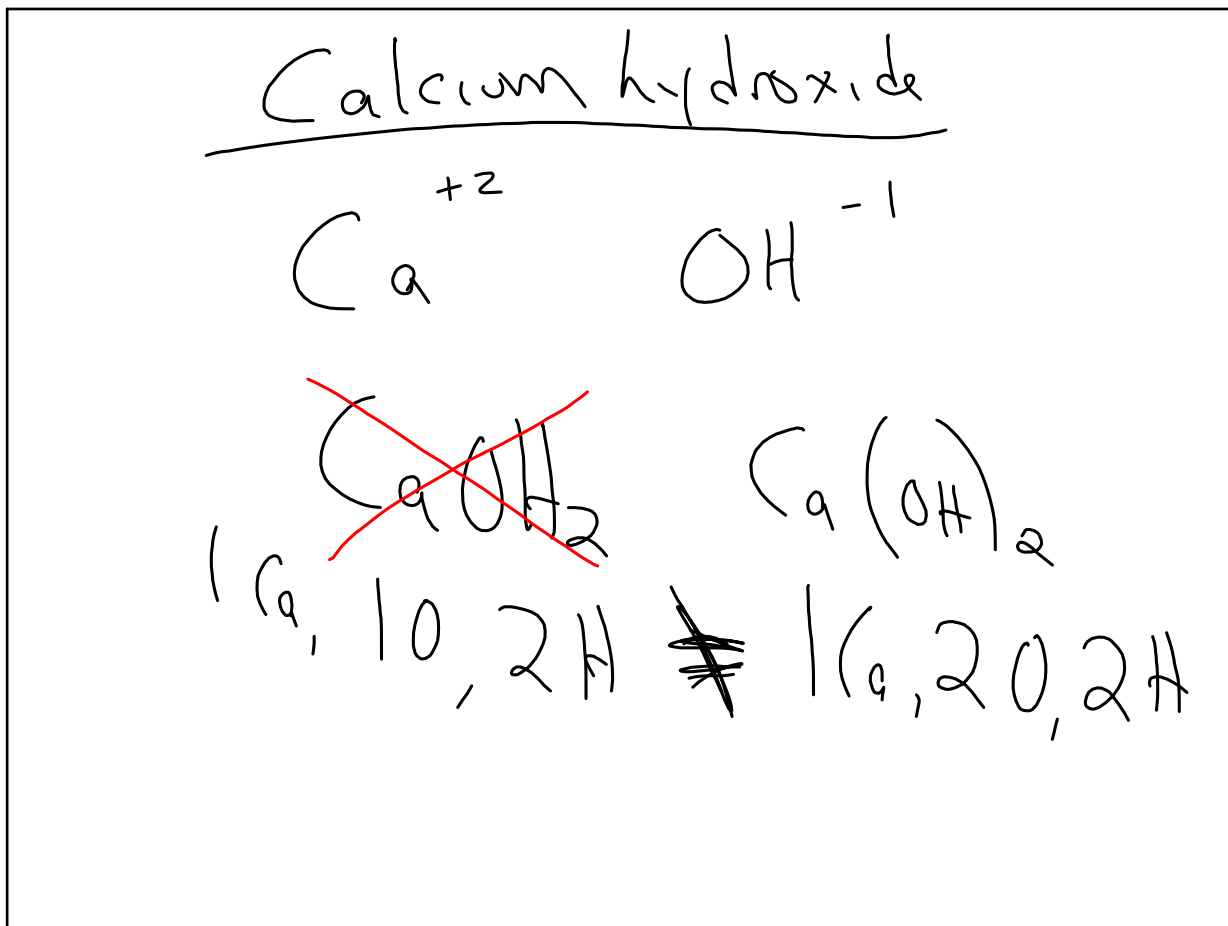 Calcium hydroxide
Ca⁺² OH⁻¹
CaOH₂ Ca(OH)₂
1Ca, 1O, 2H ≠ 1Ca, 2O, 2H